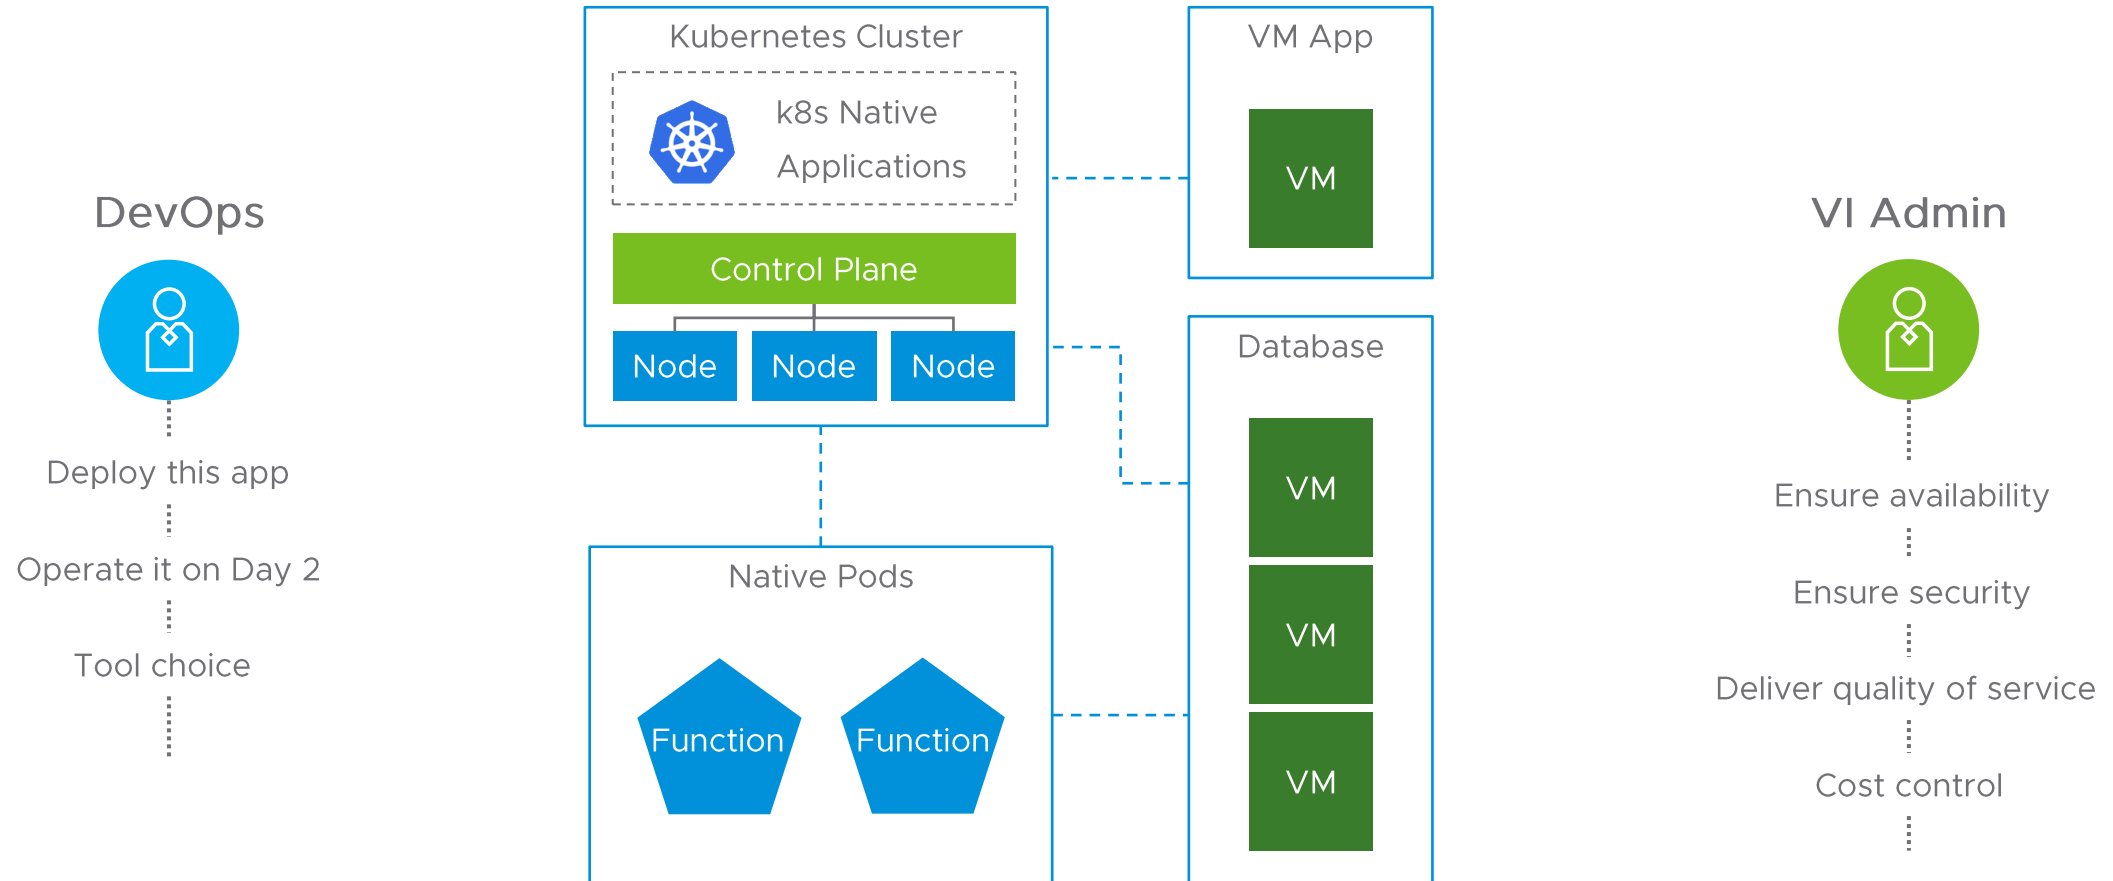 DevOps
Deploy this app
Operate it on Day 2
Tool choice
Kubernetes Cluster
k8s Native
Applications
Control Plane
Node
Node
Node
Native Pods
Function
Function
VM App
VM
Database
VM
VM
VM
VI Admin
Ensure availability
Ensure security
Deliver quality of service
Cost control